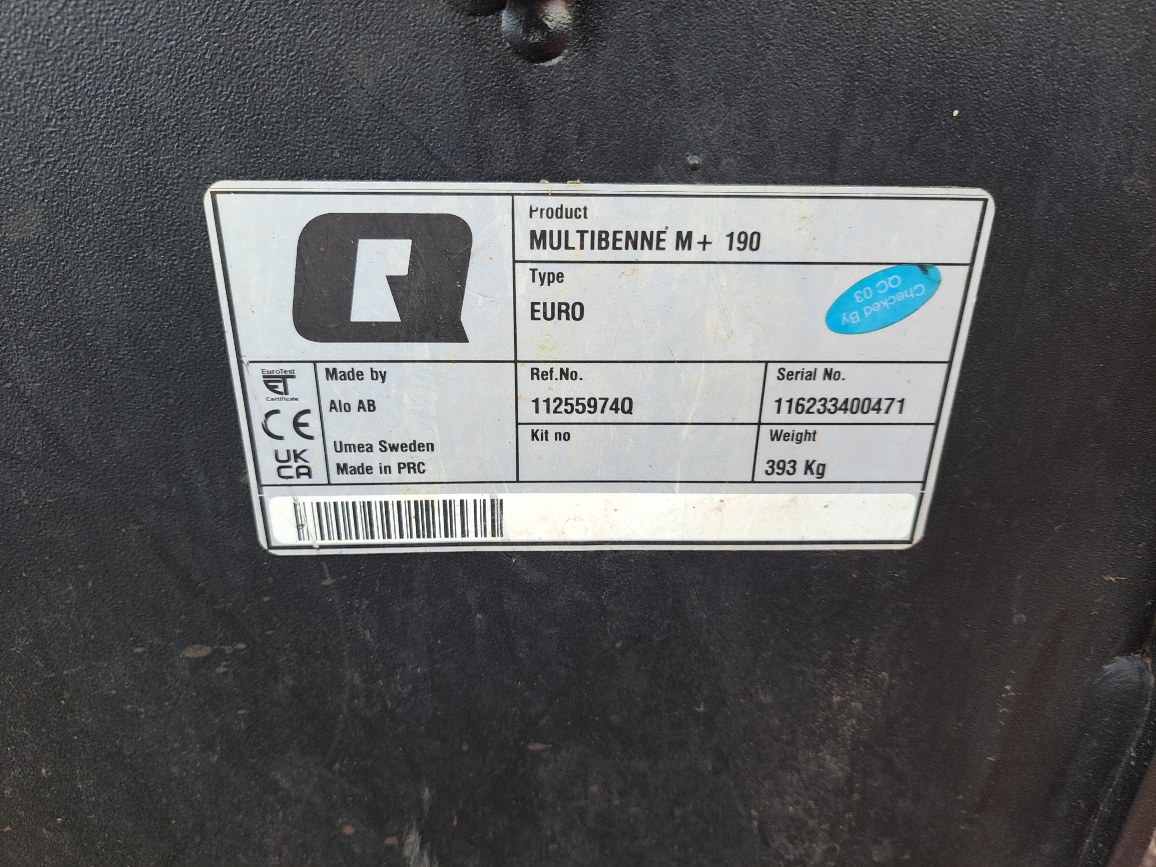 Product
MULTIBENNE M+ 190
Type
EURO
Checked By
QC 03
EuroTest
ET
Certificate
CE
UK
CA
Made by
Alo AB
Umea Sweden
Made in PRC
Ref.No.
11255974Q
Serial No.
116233400471
Kit no
Weight
393 Kg